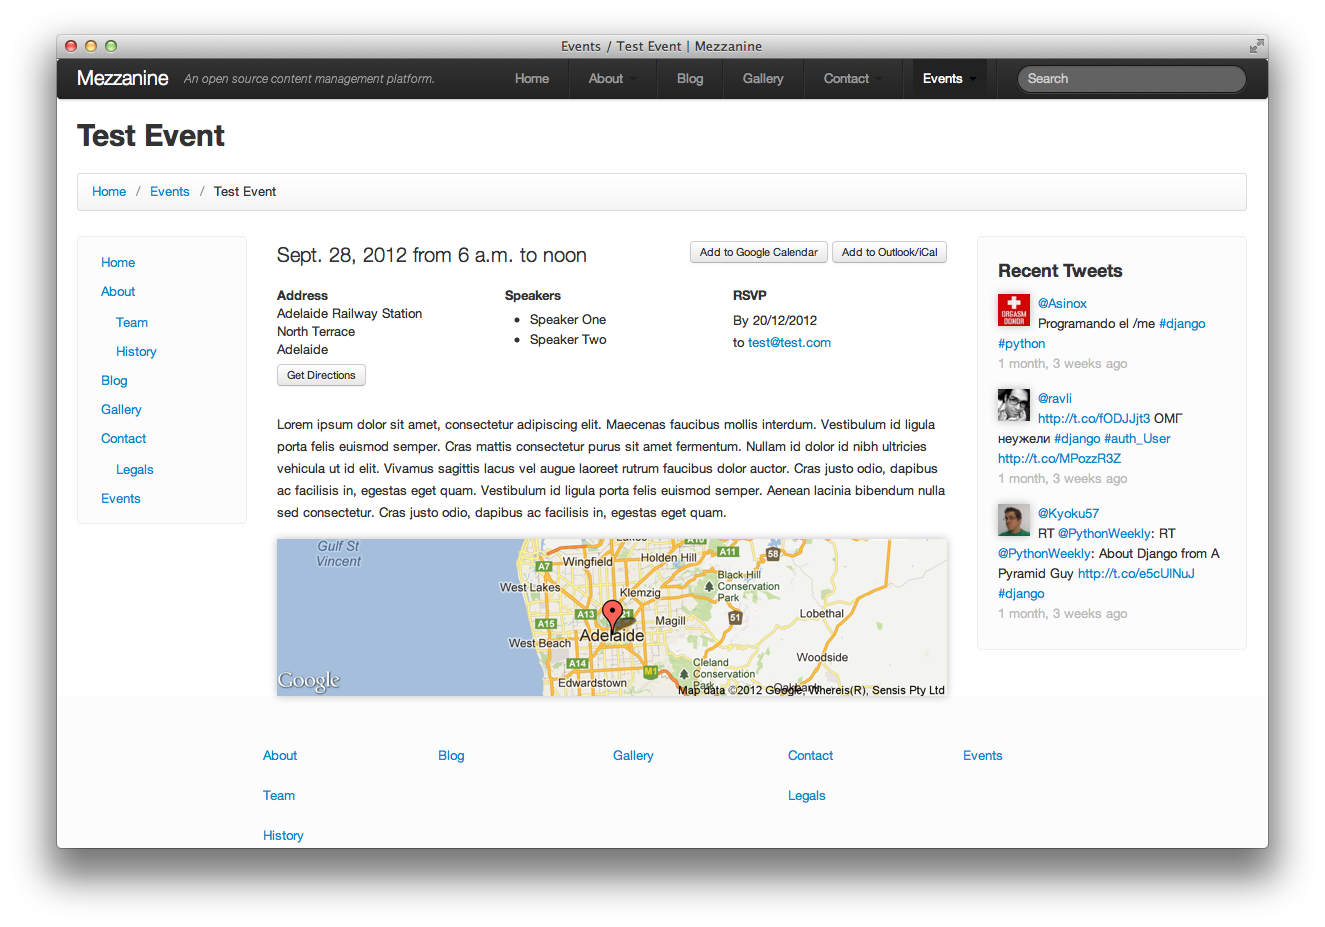 Events / Test Event | Mezzanine
Mezzanine An open source content management platform. Home About Blog Gallery Contact Events Search
Test Event
Home / Events / Test Event
Home
About
Team
History
Blog
Gallery
Contact
Legals
Events
Sept. 28, 2012 from 6 a.m. to noon
Add to Google Calendar Add to Outlook/iCal
Address
Adelaide Railway Station
North Terrace
Adelaide
Get Directions
Speakers
• Speaker One
• Speaker Two
RSVP
By 20/12/2012
to test@test.com
Lorem ipsum dolor sit amet, consectetur adipiscing elit. Maecenas faucibus mollis interdum. Vestibulum id ligula
porta felis euismod semper. Cras mattis consectetur purus sit amet fermentum. Nullam id dolor id nibh ultricies
vehicula ut id elit. Vivamus sagittis lacus vel augue laoreet rutrum faucibus dolor auctor. Cras justo odio, dapibus
ac facilisis in, egestas eget quam. Vestibulum id ligula porta felis euismod semper. Aenean lacinia bibendum nulla
sed consectetur. Cras justo odio, dapibus ac facilisis in, egestas eget quam.
Gulf St
Vincent
A10
A11
58
Holden Hill
A7
Wingfield
Black Hill
Conservation
Park
West Lakes
Klemzig
A13
Lobethal
51
A15
Magill
Adelaide
West Beach
Woodside
A14
Cleland
Conservation
Park
M1
Edwardstown
Google
Map data ©2012 Google, Whereis(R), Sensis Pty Ltd
Recent Tweets
ORGASM
DONOR
@Asinox
Programando el /me #django
#python
1 month, 3 weeks ago
@ravli
http://t.co/fODJJjt3 ОМГ
неужели #django #auth_User
http://t.co/MPozzR3Z
1 month, 3 weeks ago
@Kyoku57
RT @PythonWeekly: RT
@PythonWeekly: About Django from A
Pyramid Guy http://t.co/e5cUlNuJ
#django
1 month, 3 weeks ago
About Blog Gallery Contact Events
Team Legals
History